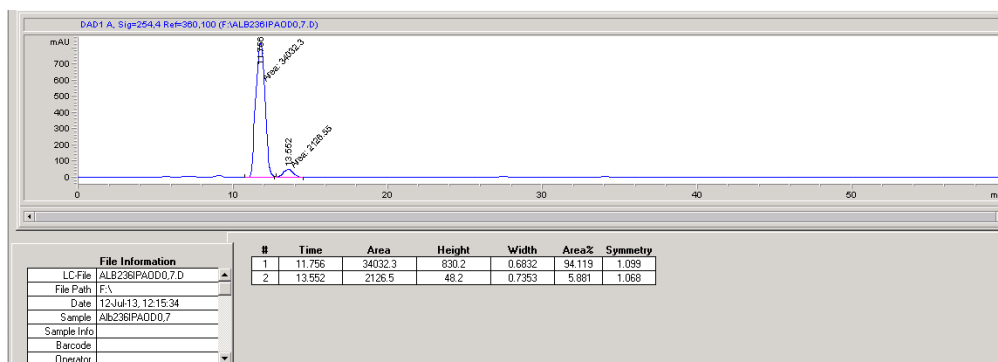 DAD1 A, Sig=254,4 Ref=360,100 (F:\ALB236IPAOD0,7.D)
mAU
700
600
500
400
300
200
100
0
11.756
Area: 34032.3
13.552
Area: 2126.55
0 10 20 30 40 50 m
# Time Area Height Width Area% Symmetry
1 11.756 34032.3 830.2 0.6832 94.119 1.099
2 13.552 2126.5 48.2 0.7353 5.881 1.068
File Information
LC-File ALB236IPAOD0,7.D
File Path F:\
Date 12-Jul-13, 12:15:34
Sample Alb236IPAOD0,7
Sample Info
Barcode
Operator